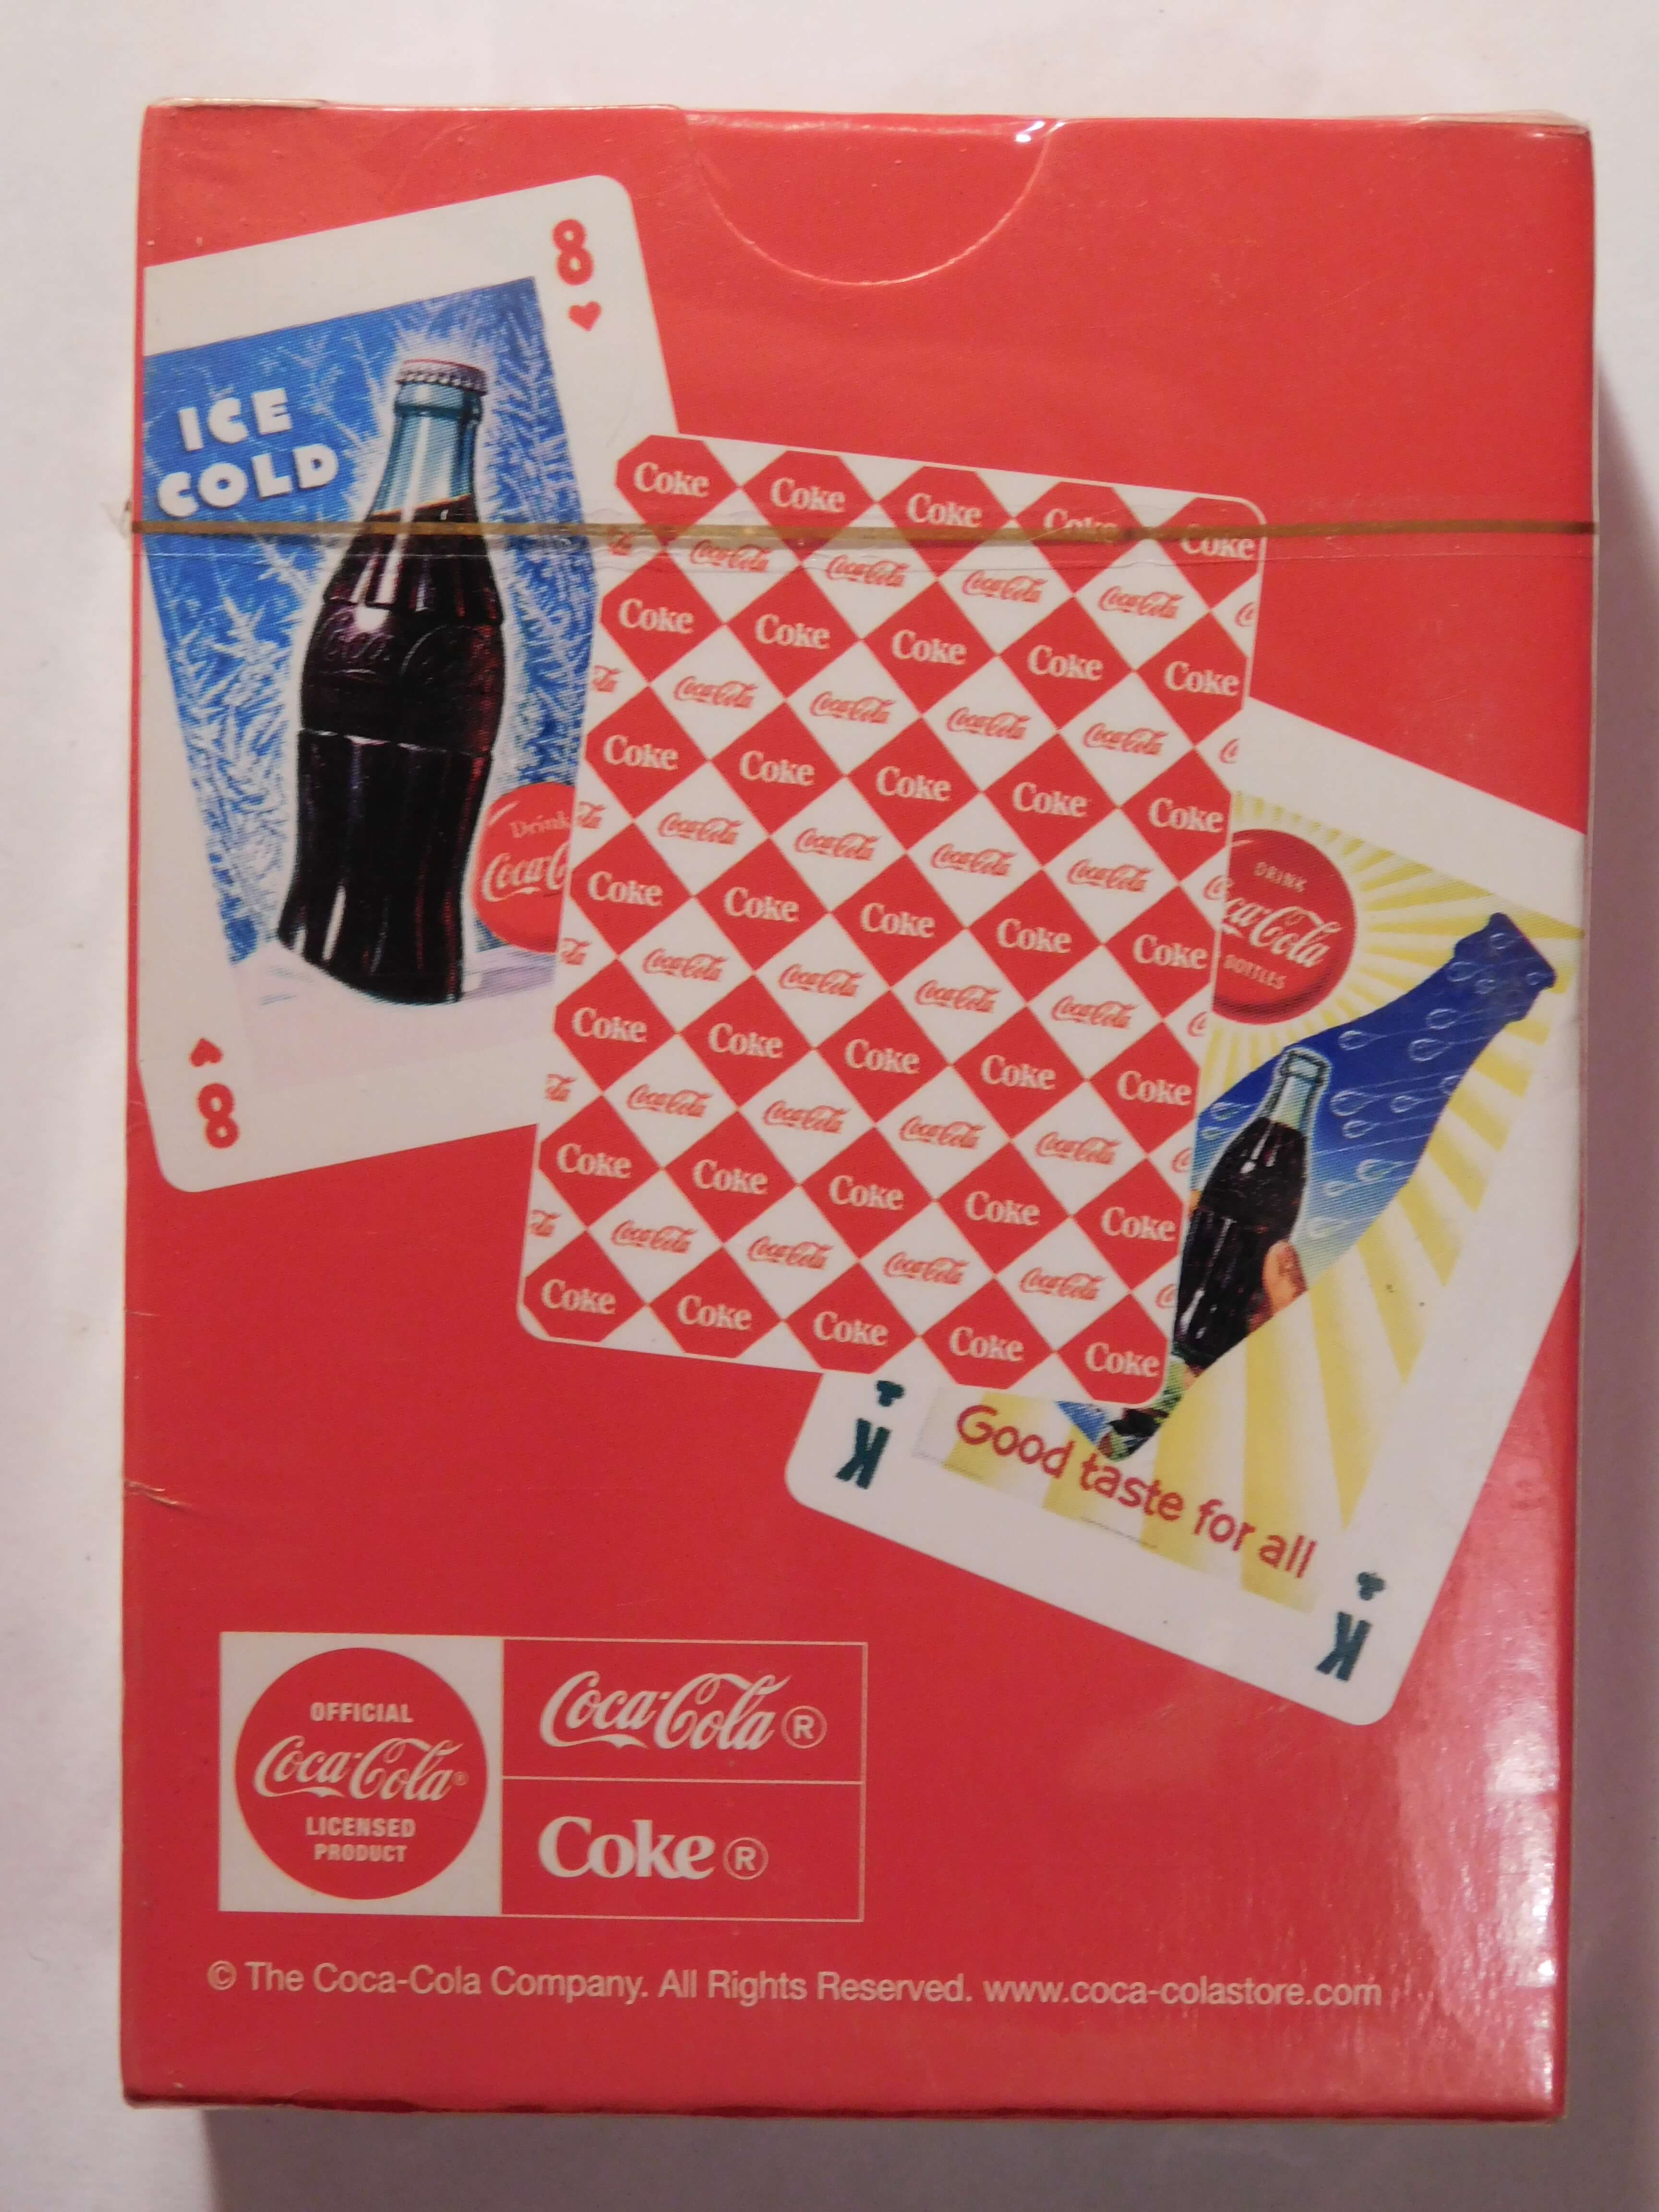 8
ICE
COLD
Drink
8
Coke Coke Coke Coke Coke
Coca-Cola Coca-Cola Coca-Cola Coca-Cola
Coke Coke Coke Coke Coke
Coca-Cola Coca-Cola Coca-Cola Coca-Cola
Coke Coke Coke Coke Coke
Coca-Cola Coca-Cola Coca-Cola Coca-Cola
Coke Coke Coke Coke Coke
Coca-Cola Coca-Cola Coca-Cola Coca-Cola
Coke Coke Coke Coke Coke
Coca-Cola Coca-Cola Coca-Cola Coca-Cola
Coke Coke Coke Coke Coke
Coca-Cola Coca-Cola Coca-Cola Coca-Cola
Coke Coke Coke Coke Coke
DRINK
Coca-Cola
BOTTLES
K
Good taste for all
K
OFFICIAL
Coca-Cola®
LICENSED
PRODUCT
Coca-Cola®
Coke®
© The Coca-Cola Company. All Rights Reserved. www.coca-colastore.com